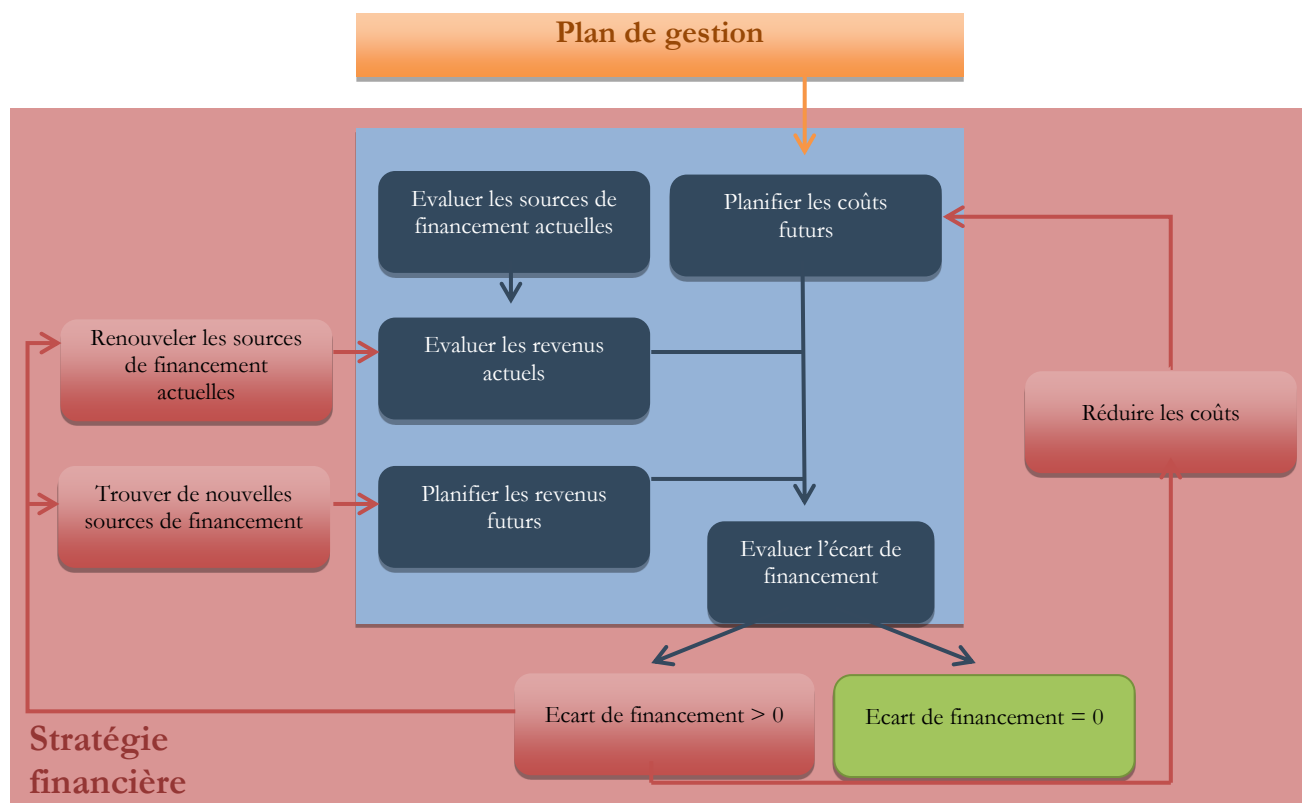 Plan de gestion
Evaluer les sources de
financement actuelles
Planifier les coûts
futurs
Renouveler les sources
de financement
actuelles
Evaluer les revenus
actuels
Réduire les coûts
Trouver de nouvelles
sources de financement
Planifier les revenus
futurs
Evaluer l’écart de
financement
Ecart de financement > 0
Ecart de financement = 0
Stratégie
financière